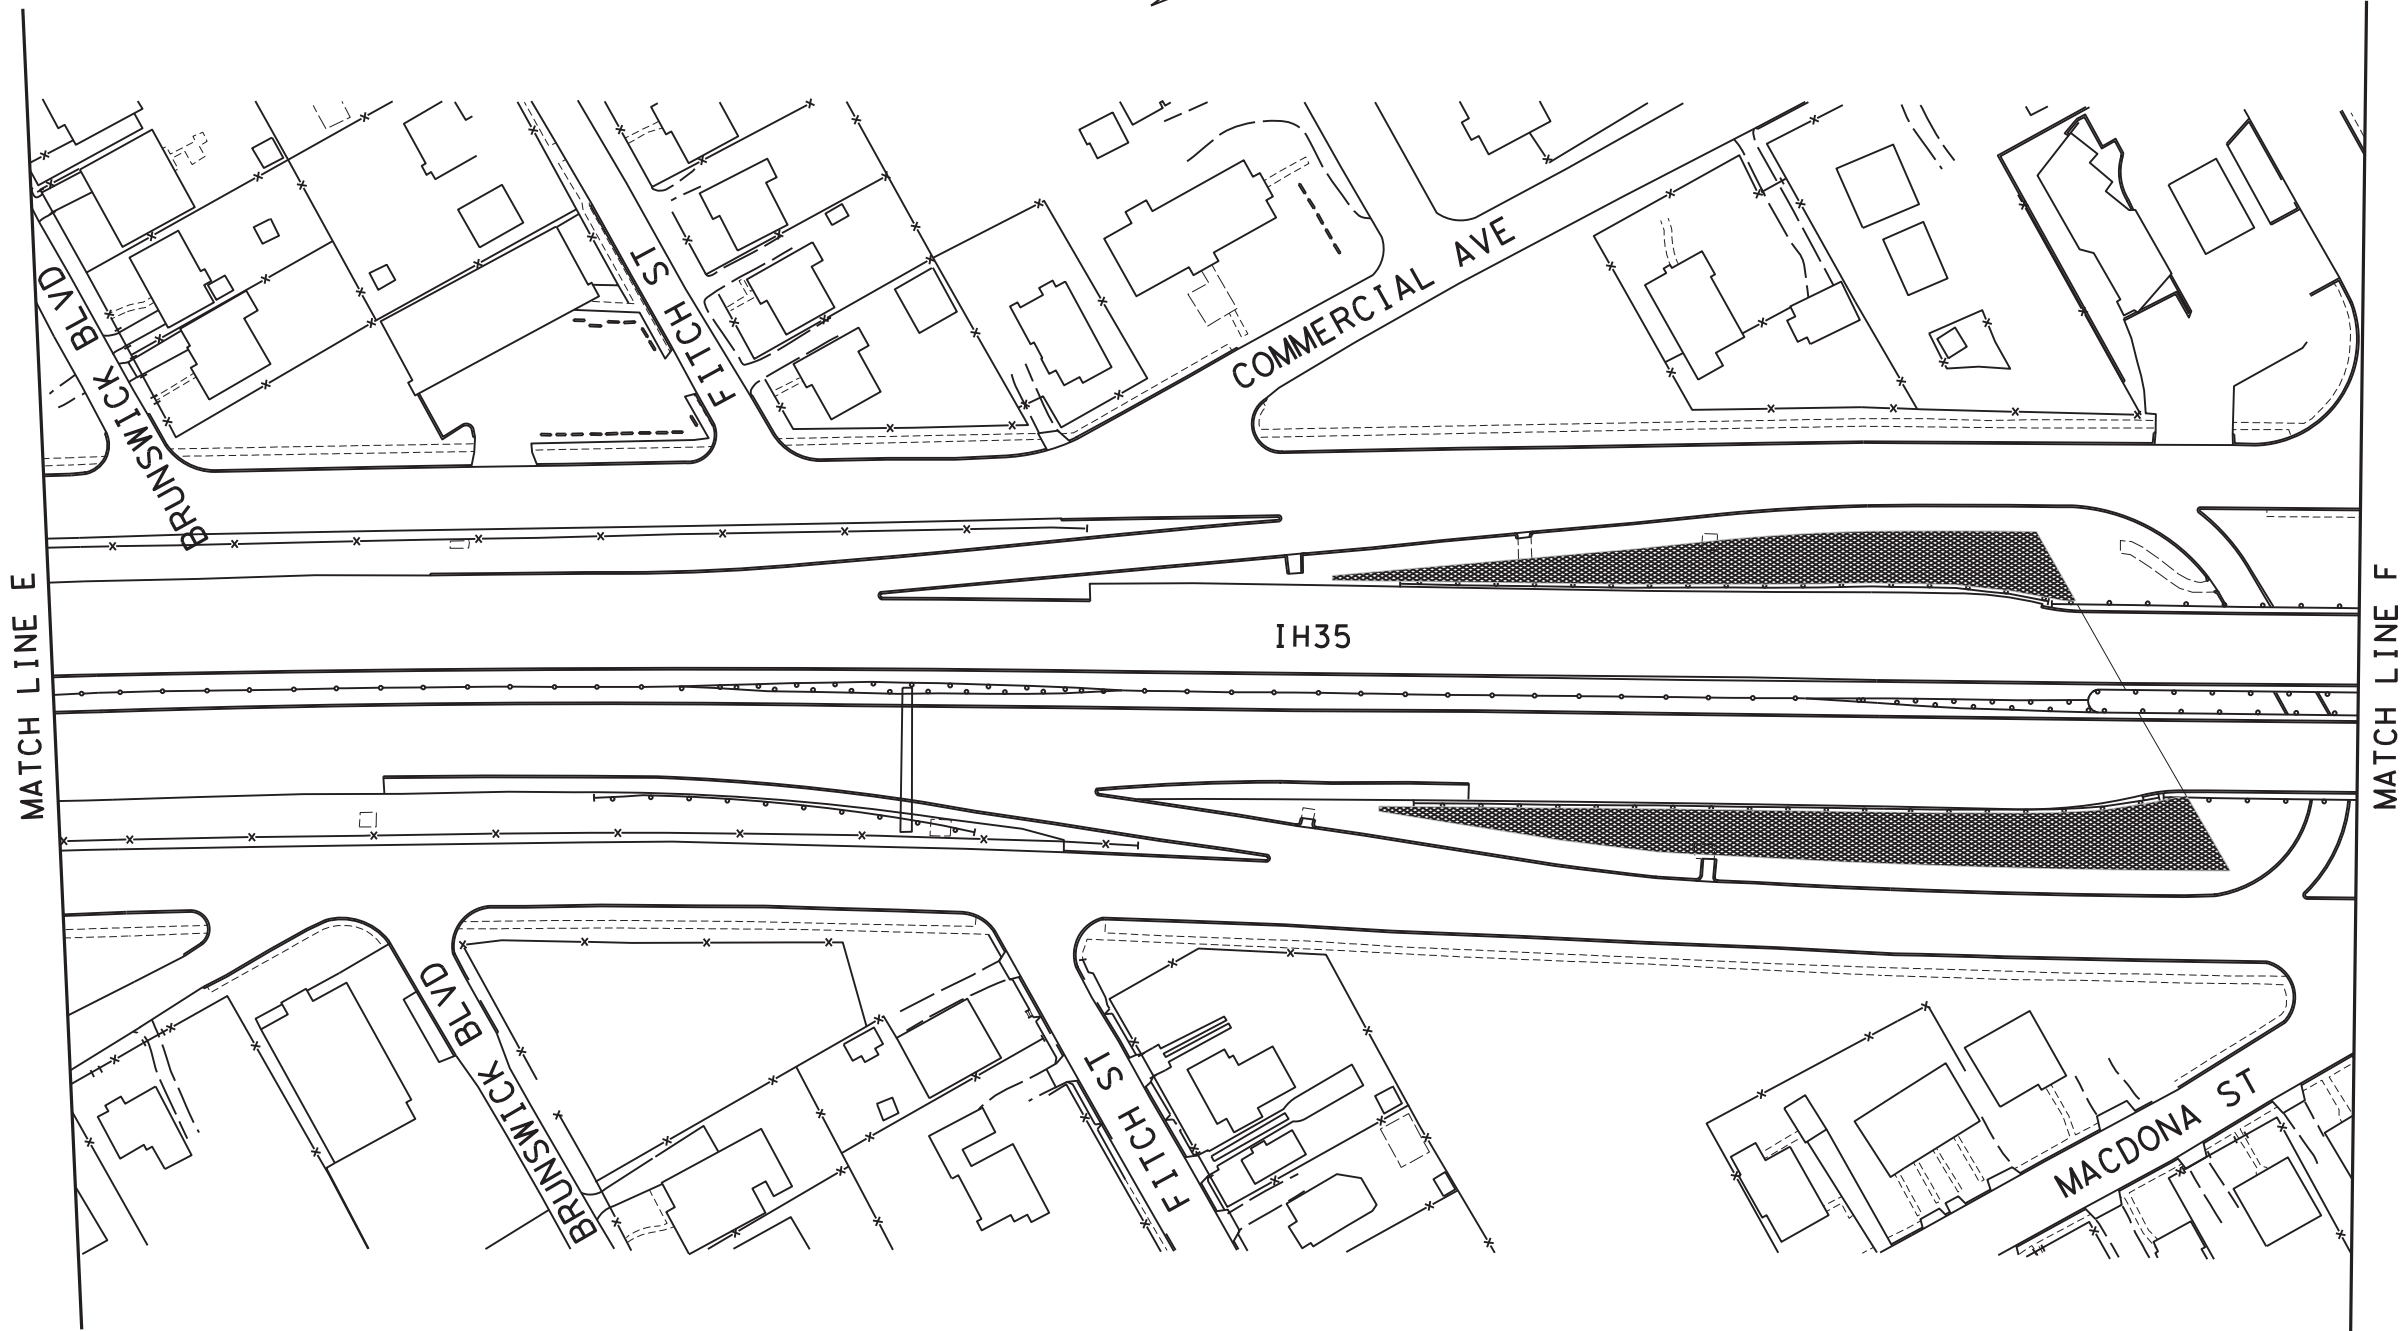 BRUNSWICK BLVD
FITCH ST
COMMERCIAL AVE
MATCH LINE E
IH35
MATCH LINE F
BRUNSWICK BLVD
FITCH ST
MACDONA ST